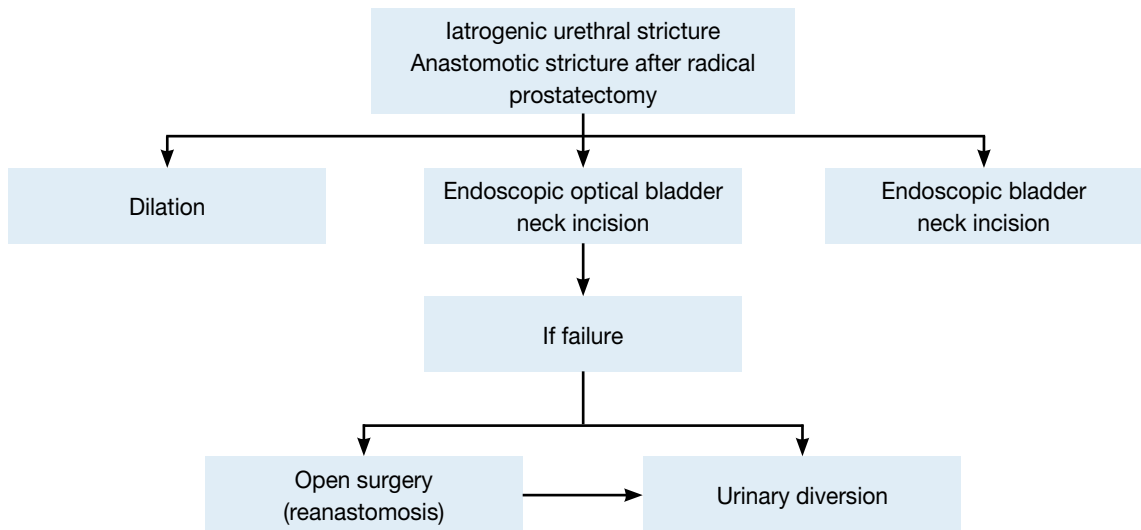 Iatrogenic urethral stricture
Anastomotic stricture after radical
prostatectomy
Dilation
Endoscopic optical bladder
neck incision
Endoscopic bladder
neck incision
If failure
Open surgery
(reanastomosis)
Urinary diversion